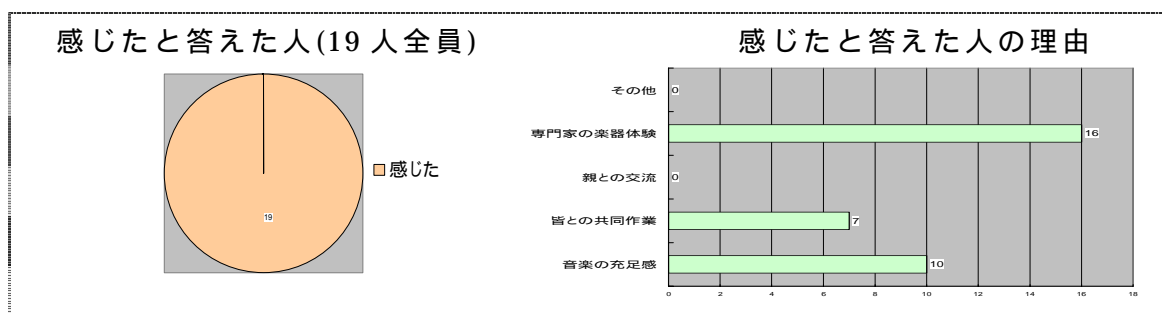 感じたと答えた人(19 人全員)
19
感じた
感じたと答えた人の理由
その他 0
専門家の楽器体験 16
親との交流 0
皆との共同作業 7
音楽の充足感 10
0 2 4 6 8 10 12 14 16 18